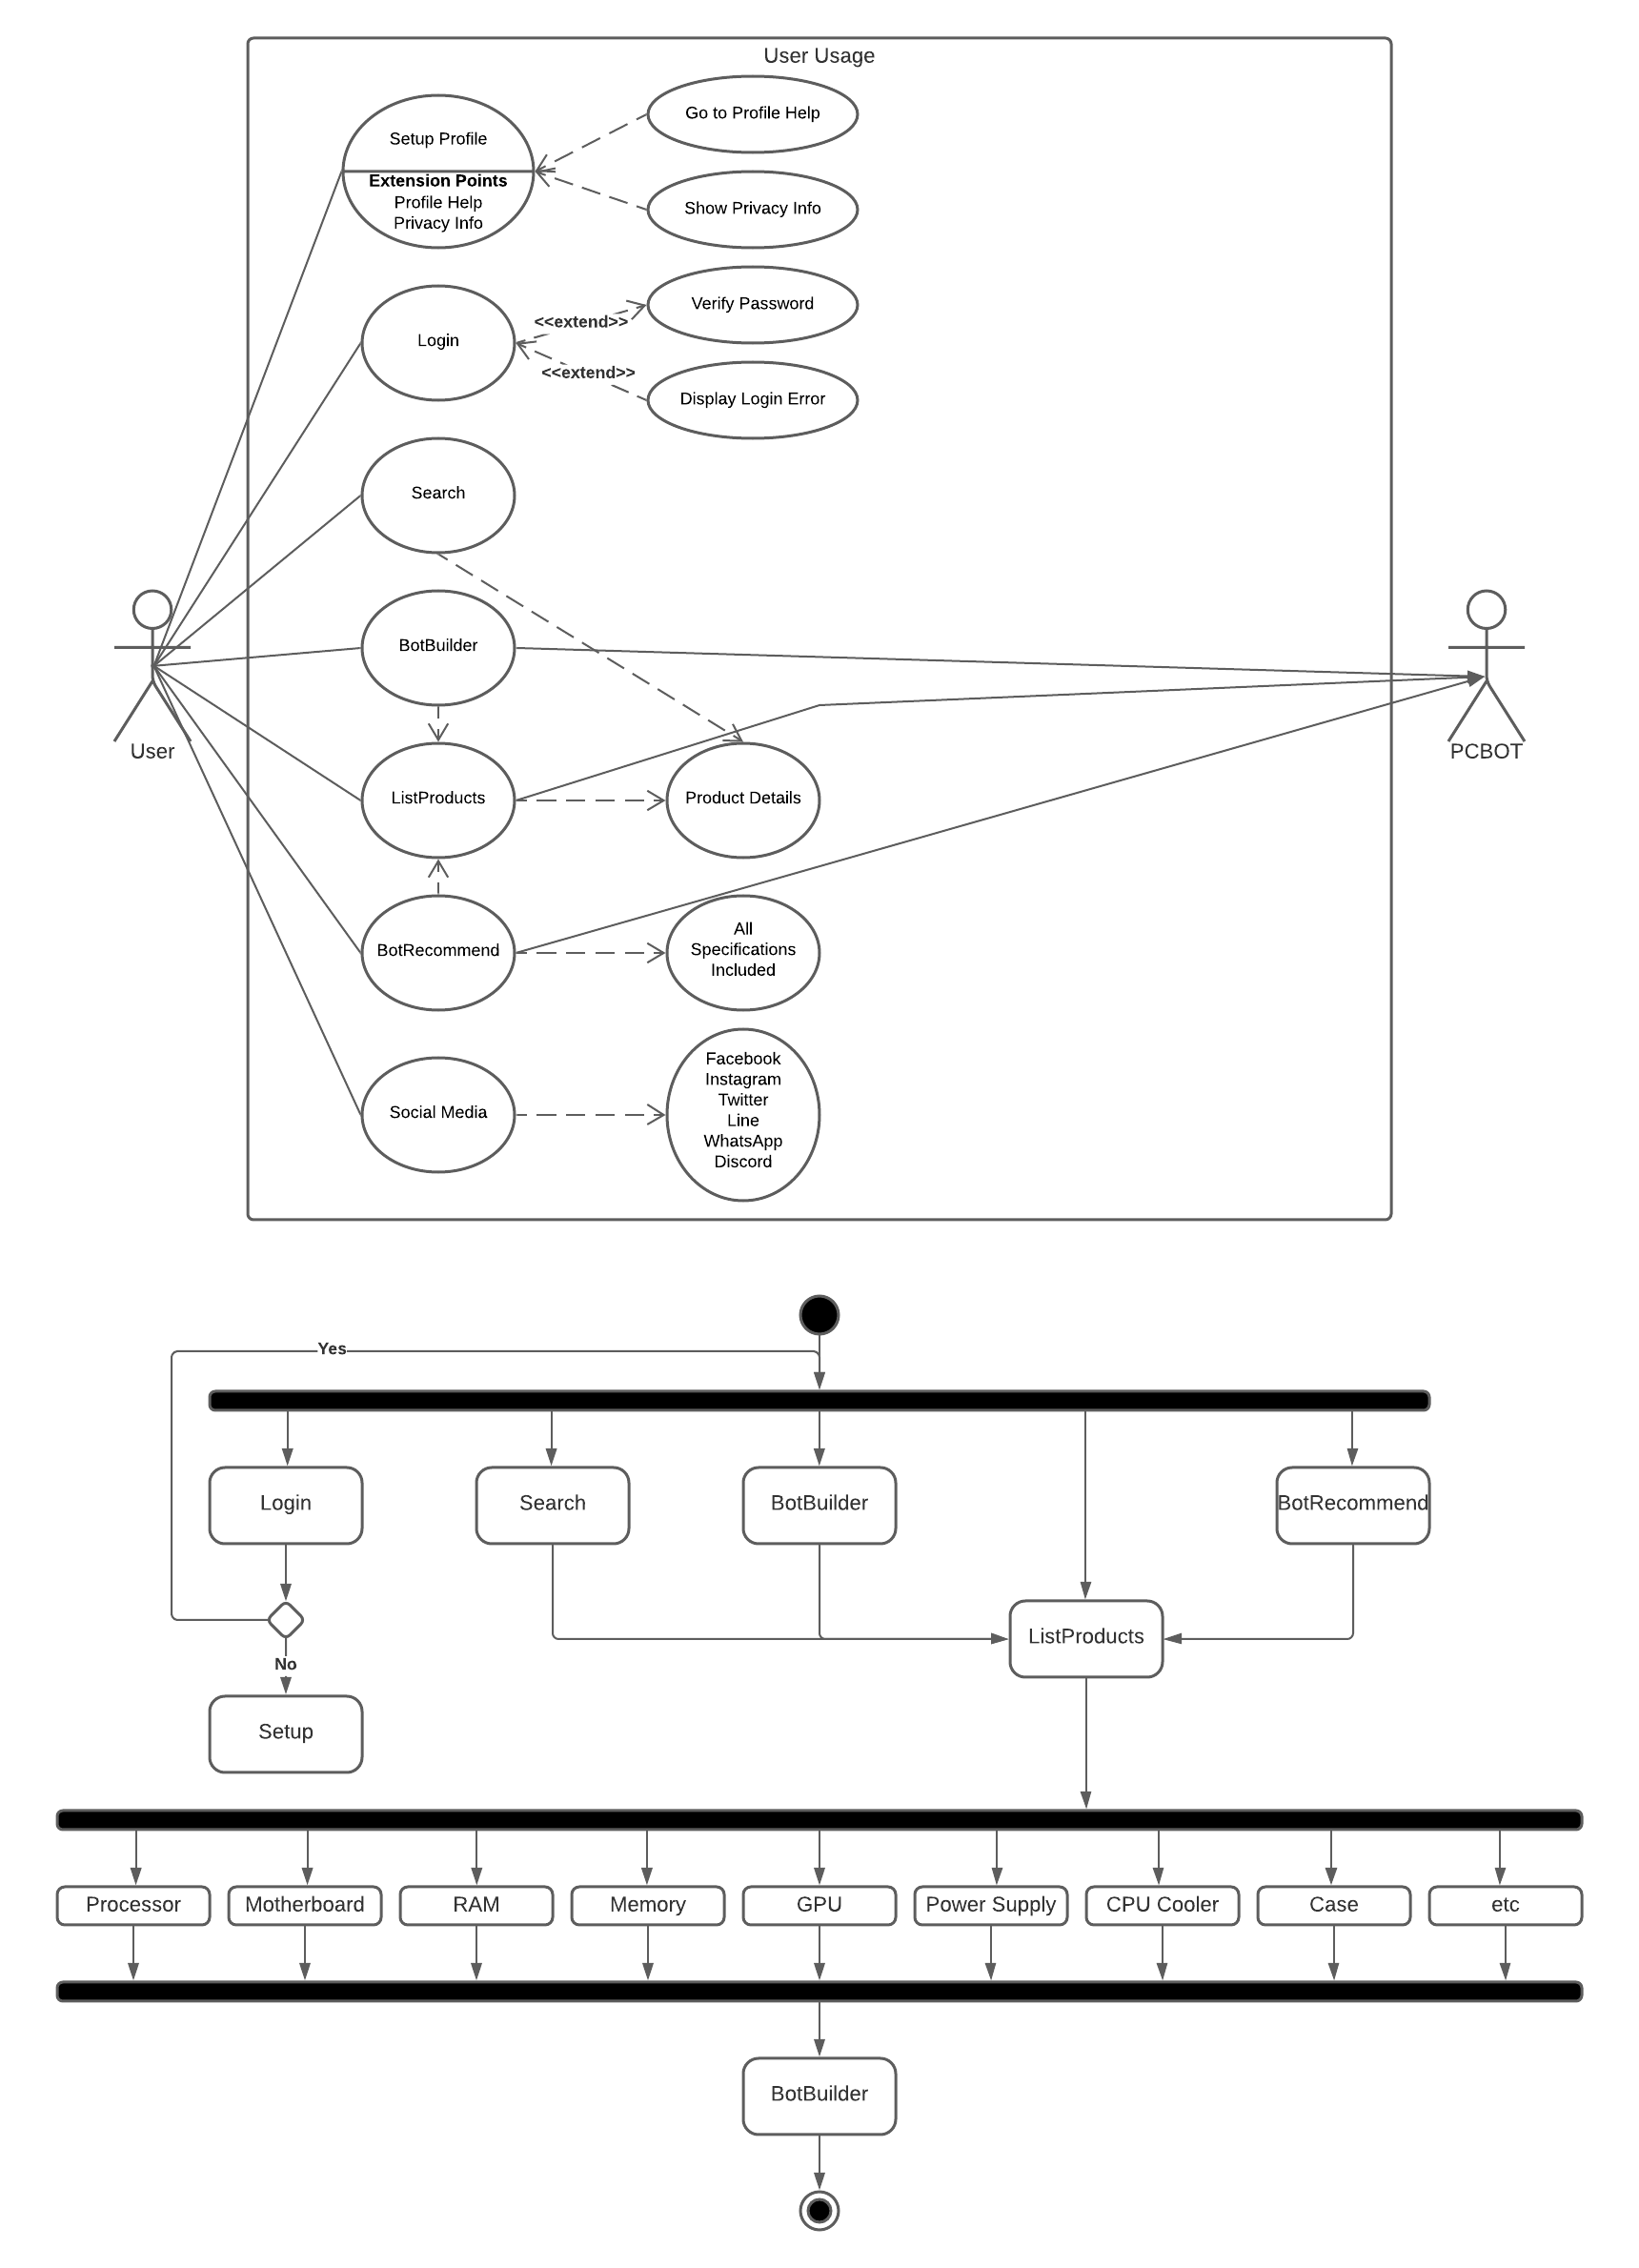 User Usage
Setup Profile
Extension Points
Profile Help
Privacy Info
Go to Profile Help
Show Privacy Info
Login
<<extend>>
<<extend>>
Verify Password
Display Login Error
Search
BotBuilder
User
PCBOT
ListProducts
Product Details
BotRecommend
All
Specifications
Included
Social Media
Facebook
Instagram
Twitter
Line
WhatsApp
Discord
Yes
Login
Search
BotBuilder
BotRecommend
ListProducts
No
Setup
Processor
Motherboard
RAM
Memory
GPU
Power Supply
CPU Cooler
Case
etc
BotBuilder